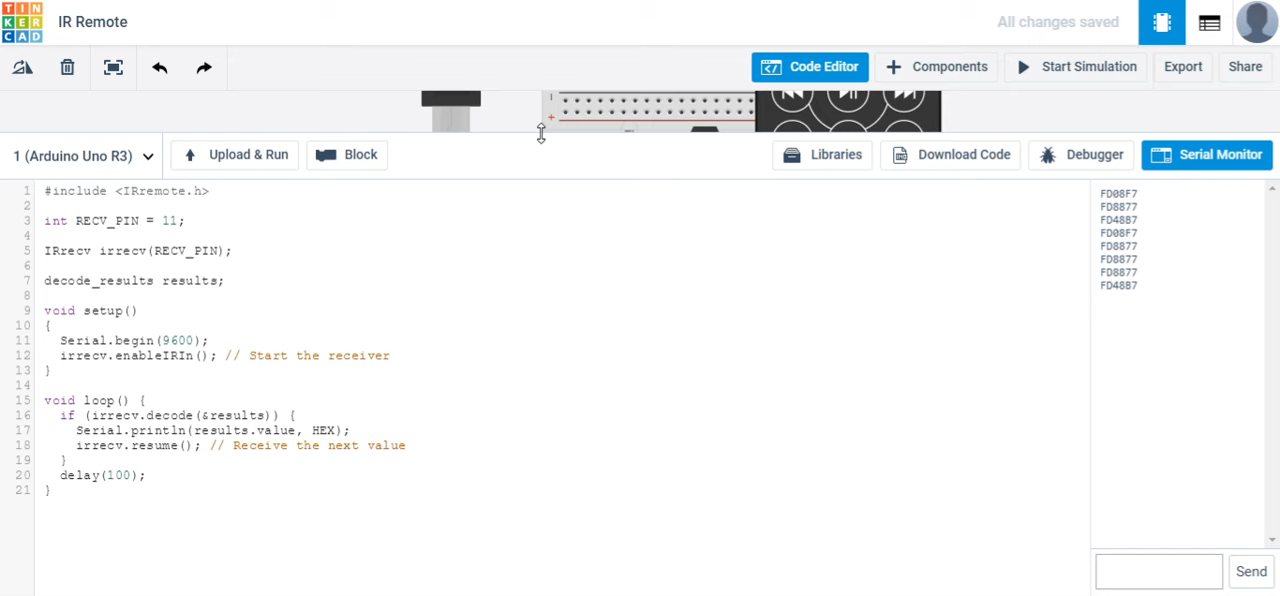 TIN
KER
CAD
IR Remote
All changes saved
Code Editor
Components
Start Simulation
Export
Share
1 (Arduino Uno R3)
Upload & Run
Block
Libraries
Download Code
Debugger
Serial Monitor
1 #include <IRremote.h>
2
3 int RECV_PIN = 11;
4
5 IRrecv irrecv(RECV_PIN);
6
7 decode_results results;
8
9 void setup()
10 {
11 Serial.begin(9600);
12 irrecv.enableIRIn(); // Start the receiver
13 }
14
15 void loop() {
16 if (irrecv.decode(&results)) {
17 Serial.println(results.value, HEX);
18 irrecv.resume(); // Receive the next value
19 }
20 delay(100);
21 }
FD08F7
FD8877
FD48B7
FD08F7
FD8877
FD8877
FD8877
FD48B7
Send